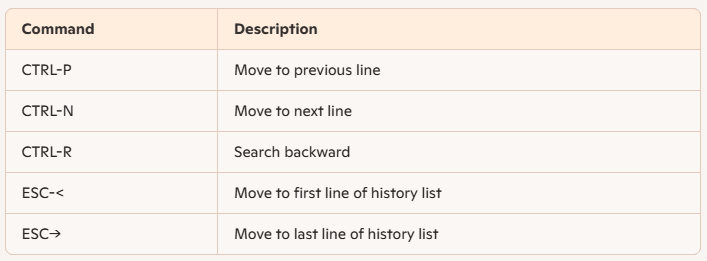 Command Description
CTRL-P Move to previous line
CTRL-N Move to next line
CTRL-R Search backward
ESC-< Move to first line of history list
ESC→ Move to last line of history list